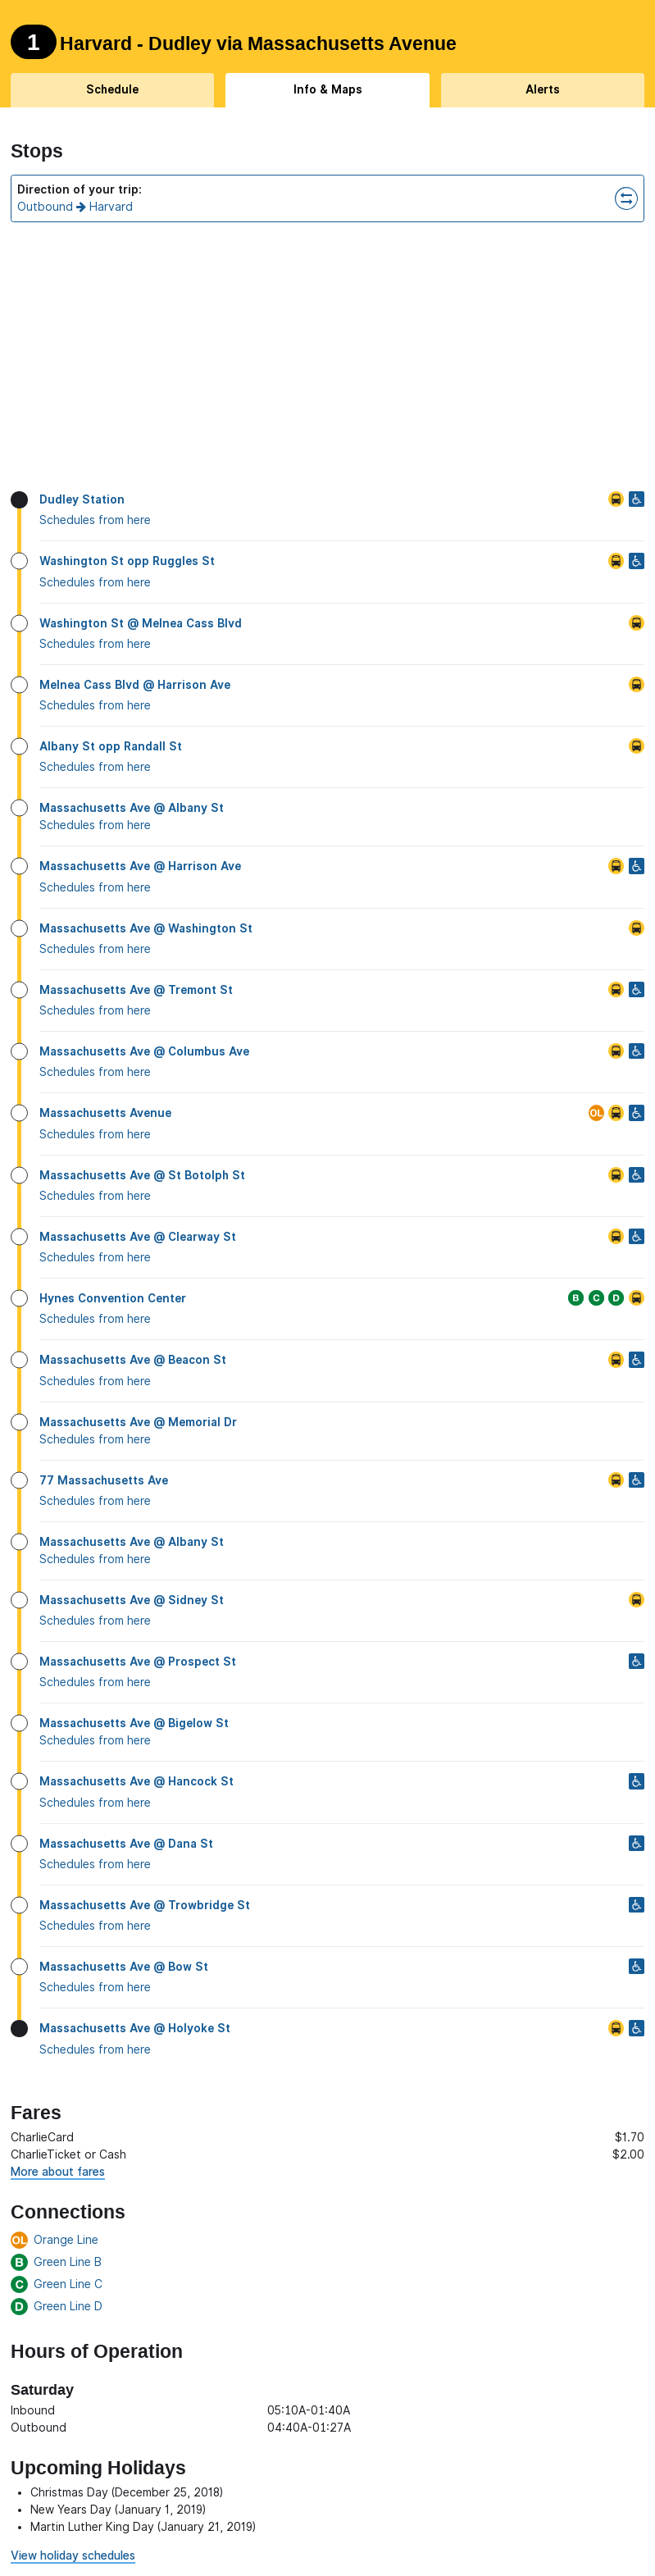 1 Harvard - Dudley via Massachusetts Avenue
Schedule Info & Maps Alerts
Stops
Direction of your trip:
Outbound → Harvard
Dudley Station
Schedules from here
Washington St opp Ruggles St
Schedules from here
Washington St @ Melnea Cass Blvd
Schedules from here
Melnea Cass Blvd @ Harrison Ave
Schedules from here
Albany St opp Randall St
Schedules from here
Massachusetts Ave @ Albany St
Schedules from here
Massachusetts Ave @ Harrison Ave
Schedules from here
Massachusetts Ave @ Washington St
Schedules from here
Massachusetts Ave @ Tremont St
Schedules from here
Massachusetts Ave @ Columbus Ave
Schedules from here
Massachusetts Avenue OL
Schedules from here
Massachusetts Ave @ St Botolph St
Schedules from here
Massachusetts Ave @ Clearway St
Schedules from here
Hynes Convention Center B C D
Schedules from here
Massachusetts Ave @ Beacon St
Schedules from here
Massachusetts Ave @ Memorial Dr
Schedules from here
77 Massachusetts Ave
Schedules from here
Massachusetts Ave @ Albany St
Schedules from here
Massachusetts Ave @ Sidney St
Schedules from here
Massachusetts Ave @ Prospect St
Schedules from here
Massachusetts Ave @ Bigelow St
Schedules from here
Massachusetts Ave @ Hancock St
Schedules from here
Massachusetts Ave @ Dana St
Schedules from here
Massachusetts Ave @ Trowbridge St
Schedules from here
Massachusetts Ave @ Bow St
Schedules from here
Massachusetts Ave @ Holyoke St
Schedules from here
Fares
CharlieCard $1.70
CharlieTicket or Cash $2.00
More about fares
Connections
OL Orange Line
B Green Line B
C Green Line C
D Green Line D
Hours of Operation
Saturday
Inbound 05:10A-01:40A
Outbound 04:40A-01:27A
Upcoming Holidays
• Christmas Day (December 25, 2018)
• New Years Day (January 1, 2019)
• Martin Luther King Day (January 21, 2019)
View holiday schedules